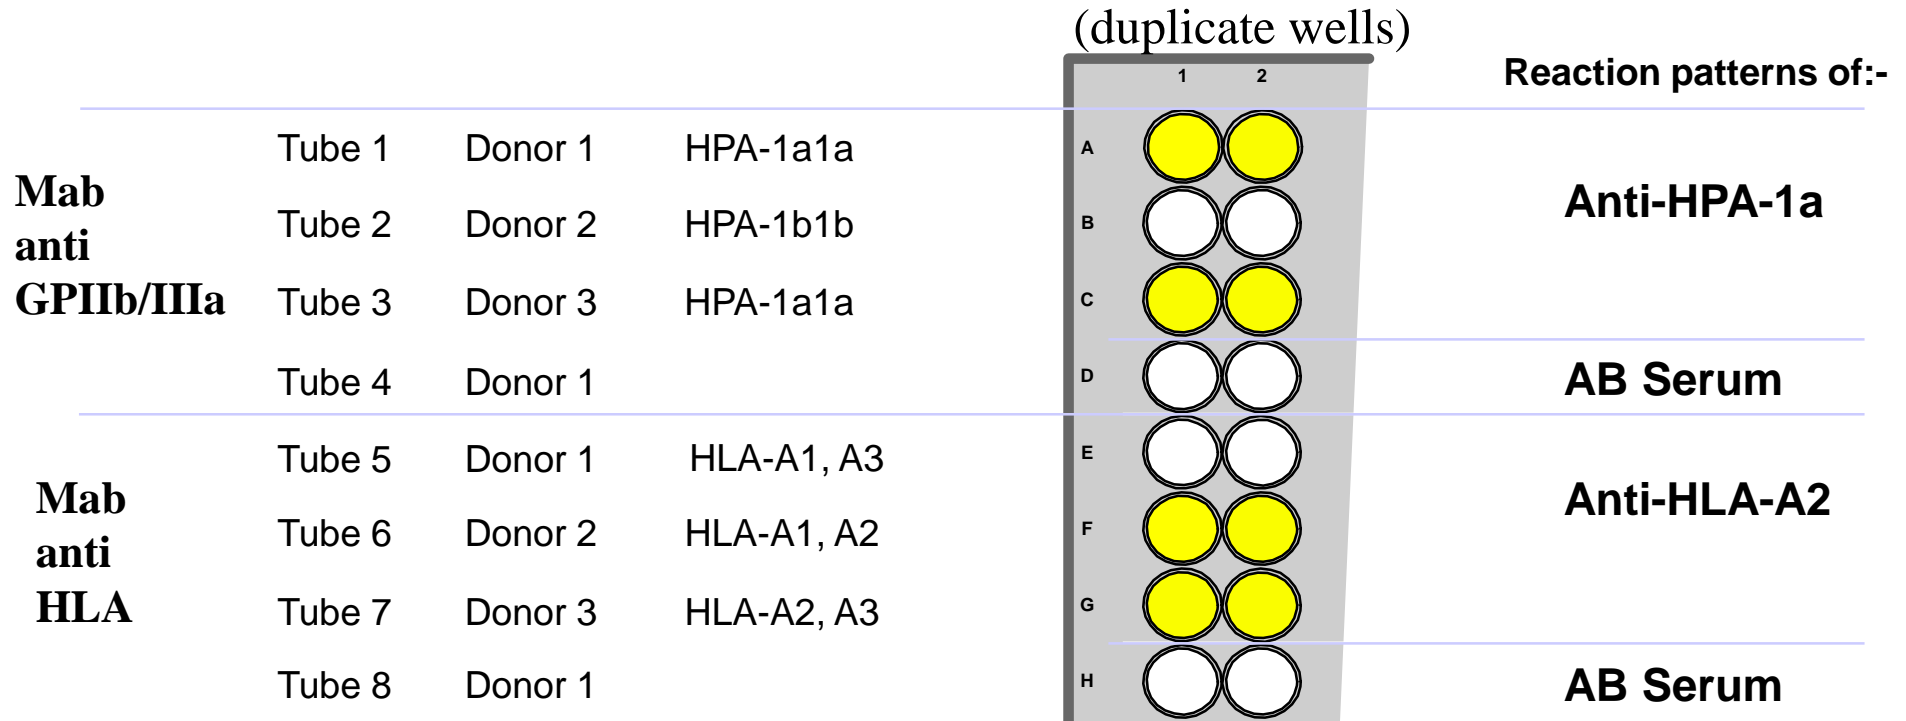 (duplicate wells)
1 2 Reaction patterns of:-
Tube 1 Donor 1 HPA-1a1a A
Mab
anti
GPIIb/IIIa
Tube 2 Donor 2 HPA-1b1b B
Anti-HPA-1a
Tube 3 Donor 3 HPA-1a1a C
Tube 4 Donor 1 D AB Serum
Tube 5 Donor 1 HLA-A1, A3 E
Mab
anti
HLA
Tube 6 Donor 2 HLA-A1, A2 F
Anti-HLA-A2
Tube 7 Donor 3 HLA-A2, A3 G
Tube 8 Donor 1 H AB Serum